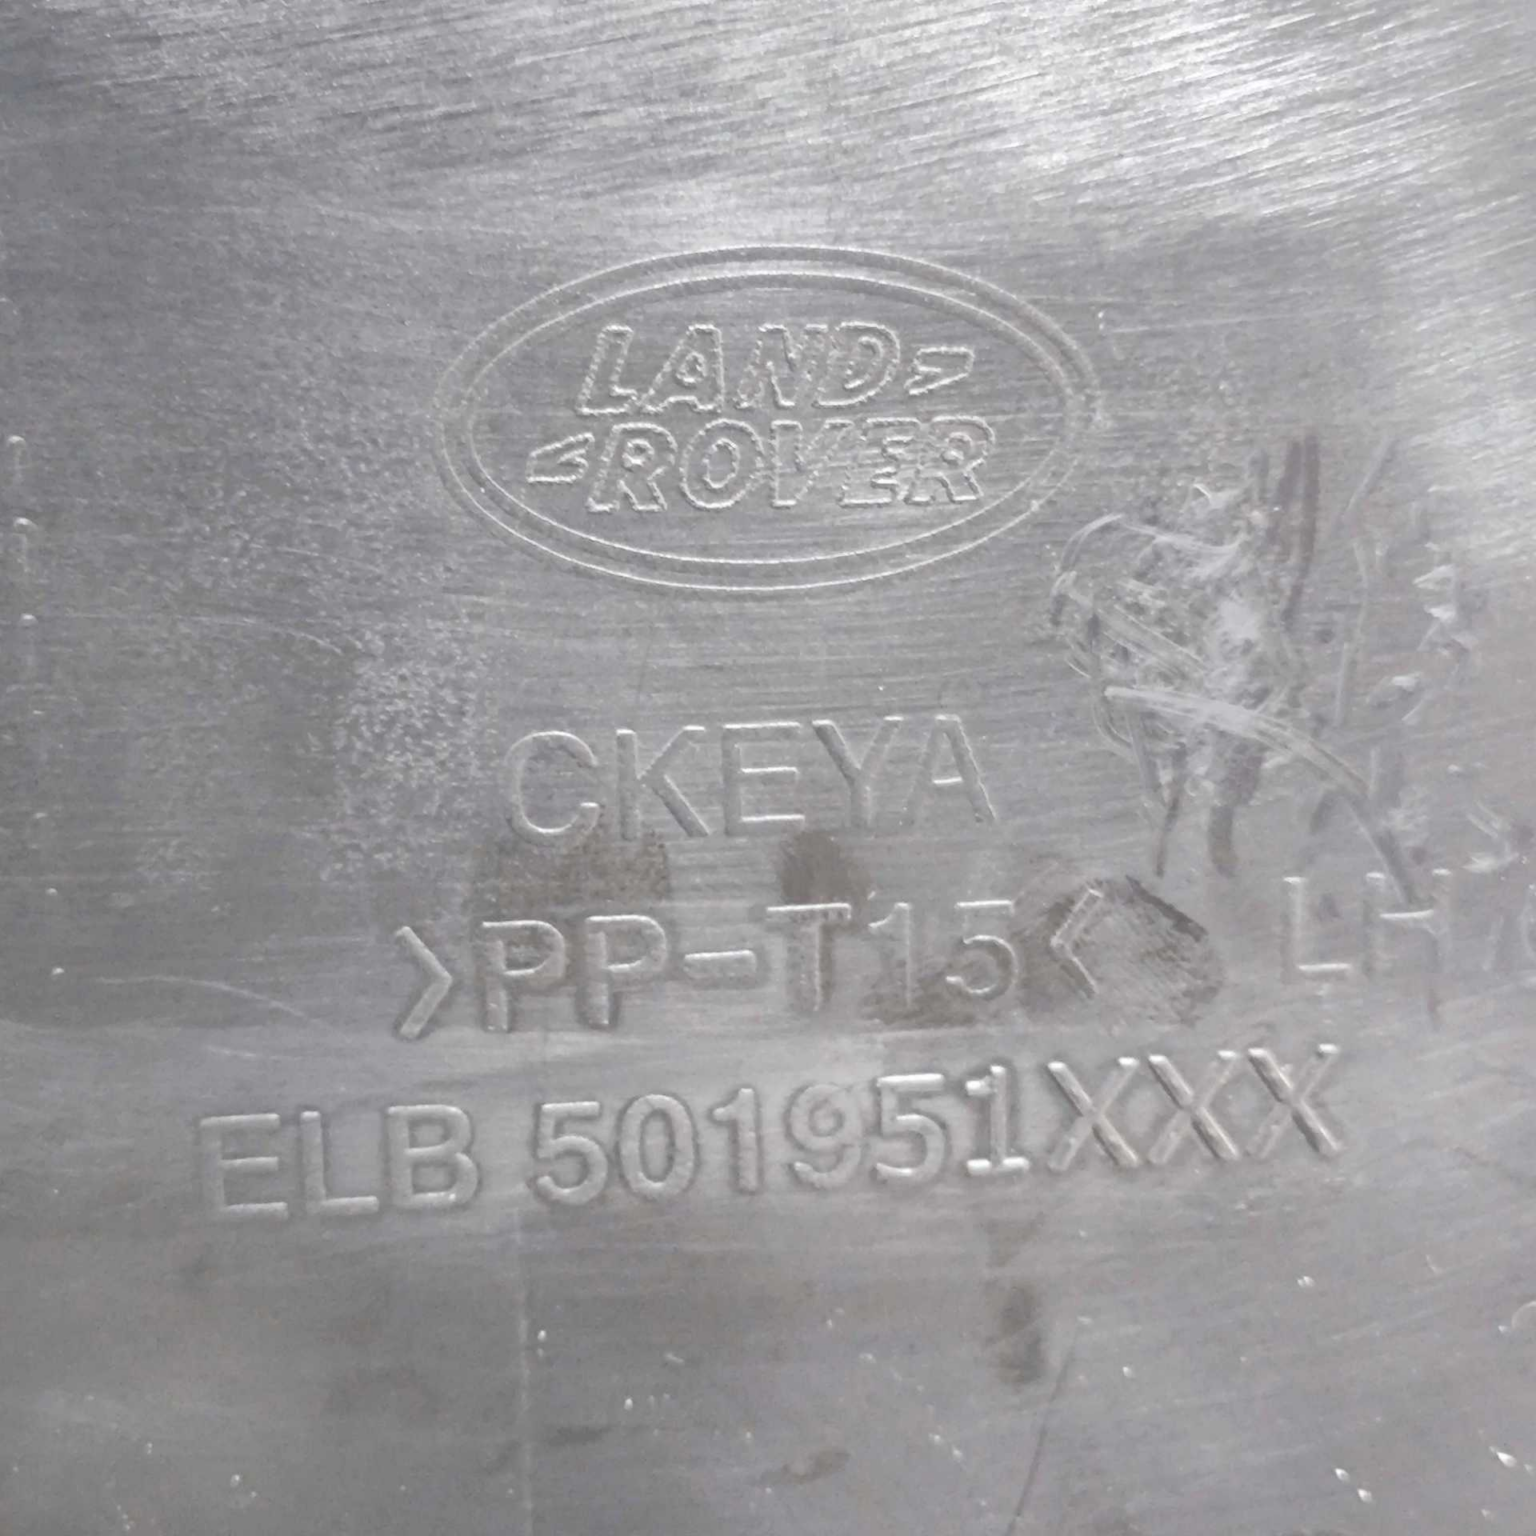 LAND
ROVER
CKEYA
>PP-T15< LH
ELB 501951XXX